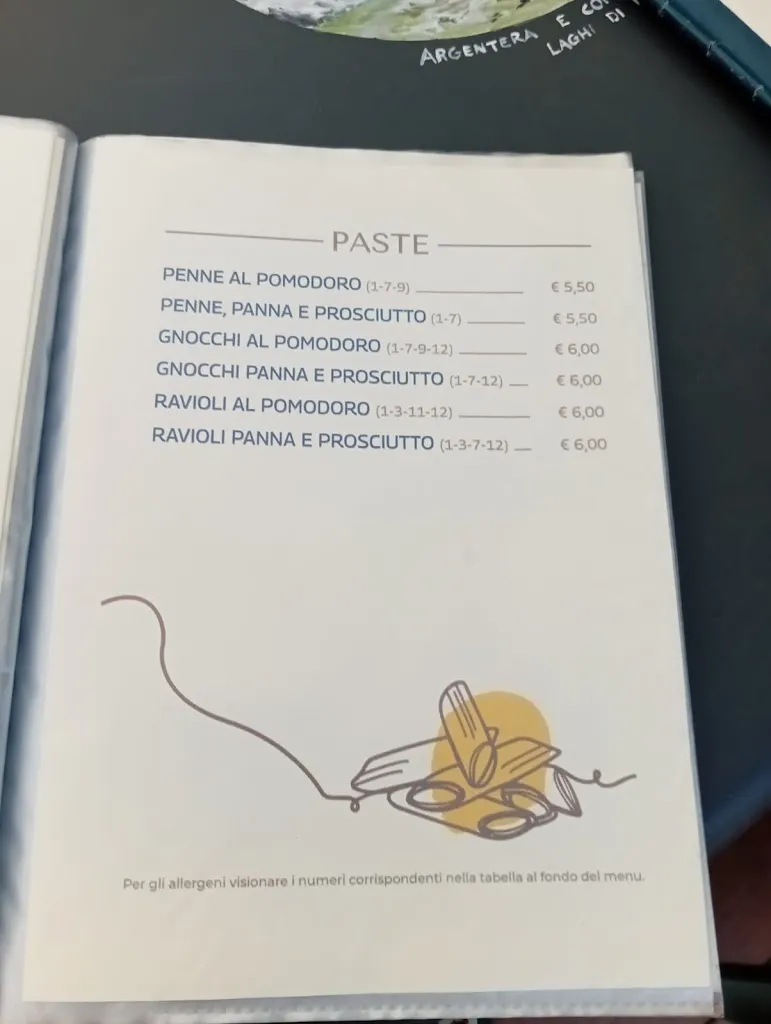 ARGENTERA E
LAGHI DI
PASTE
PENNE AL POMODORO (1-7-9) € 5,50
PENNE, PANNA E PROSCIUTTO (1-7) € 5,50
GNOCCHI AL POMODORO (1-7-9-12) € 6,00
GNOCCHI PANNA E PROSCIUTTO (1-7-12) € 6,00
RAVIOLI AL POMODORO (1-3-11-12) € 6,00
RAVIOLI PANNA E PROSCIUTTO (1-3-7-12) € 6,00
Per gli allergeni visionare i numeri corrispondenti nella tabella al fondo del menu.